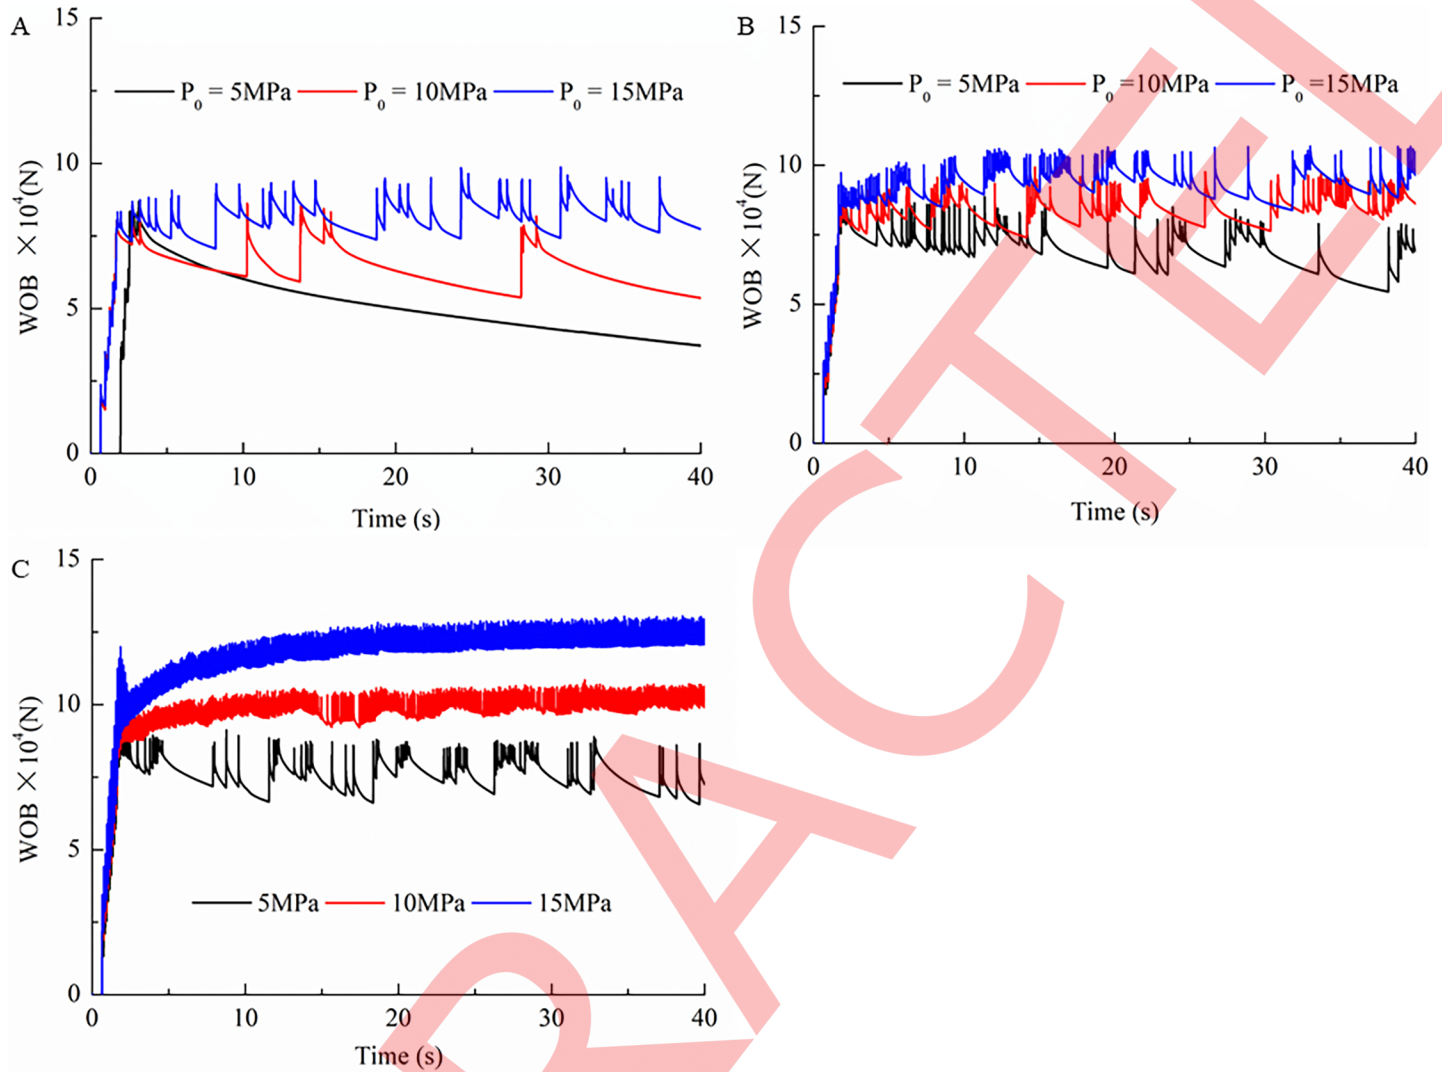 A
15
P₀ = 5MPa P₀ = 10MPa P₀ = 15MPa
10
5
0
WOB ×10⁴(N)
0 10 20 30 40
Time (s)
B
15
P₀ = 5MPa P₀ =10MPa P₀ =15MPa
10
5
0
WOB ×10⁴(N)
0 10 20 30 40
Time (s)
C
15
10
5
0
WOB ×10⁴(N)
5MPa 10MPa 15MPa
0 10 20 30 40
Time (s)
RACTE